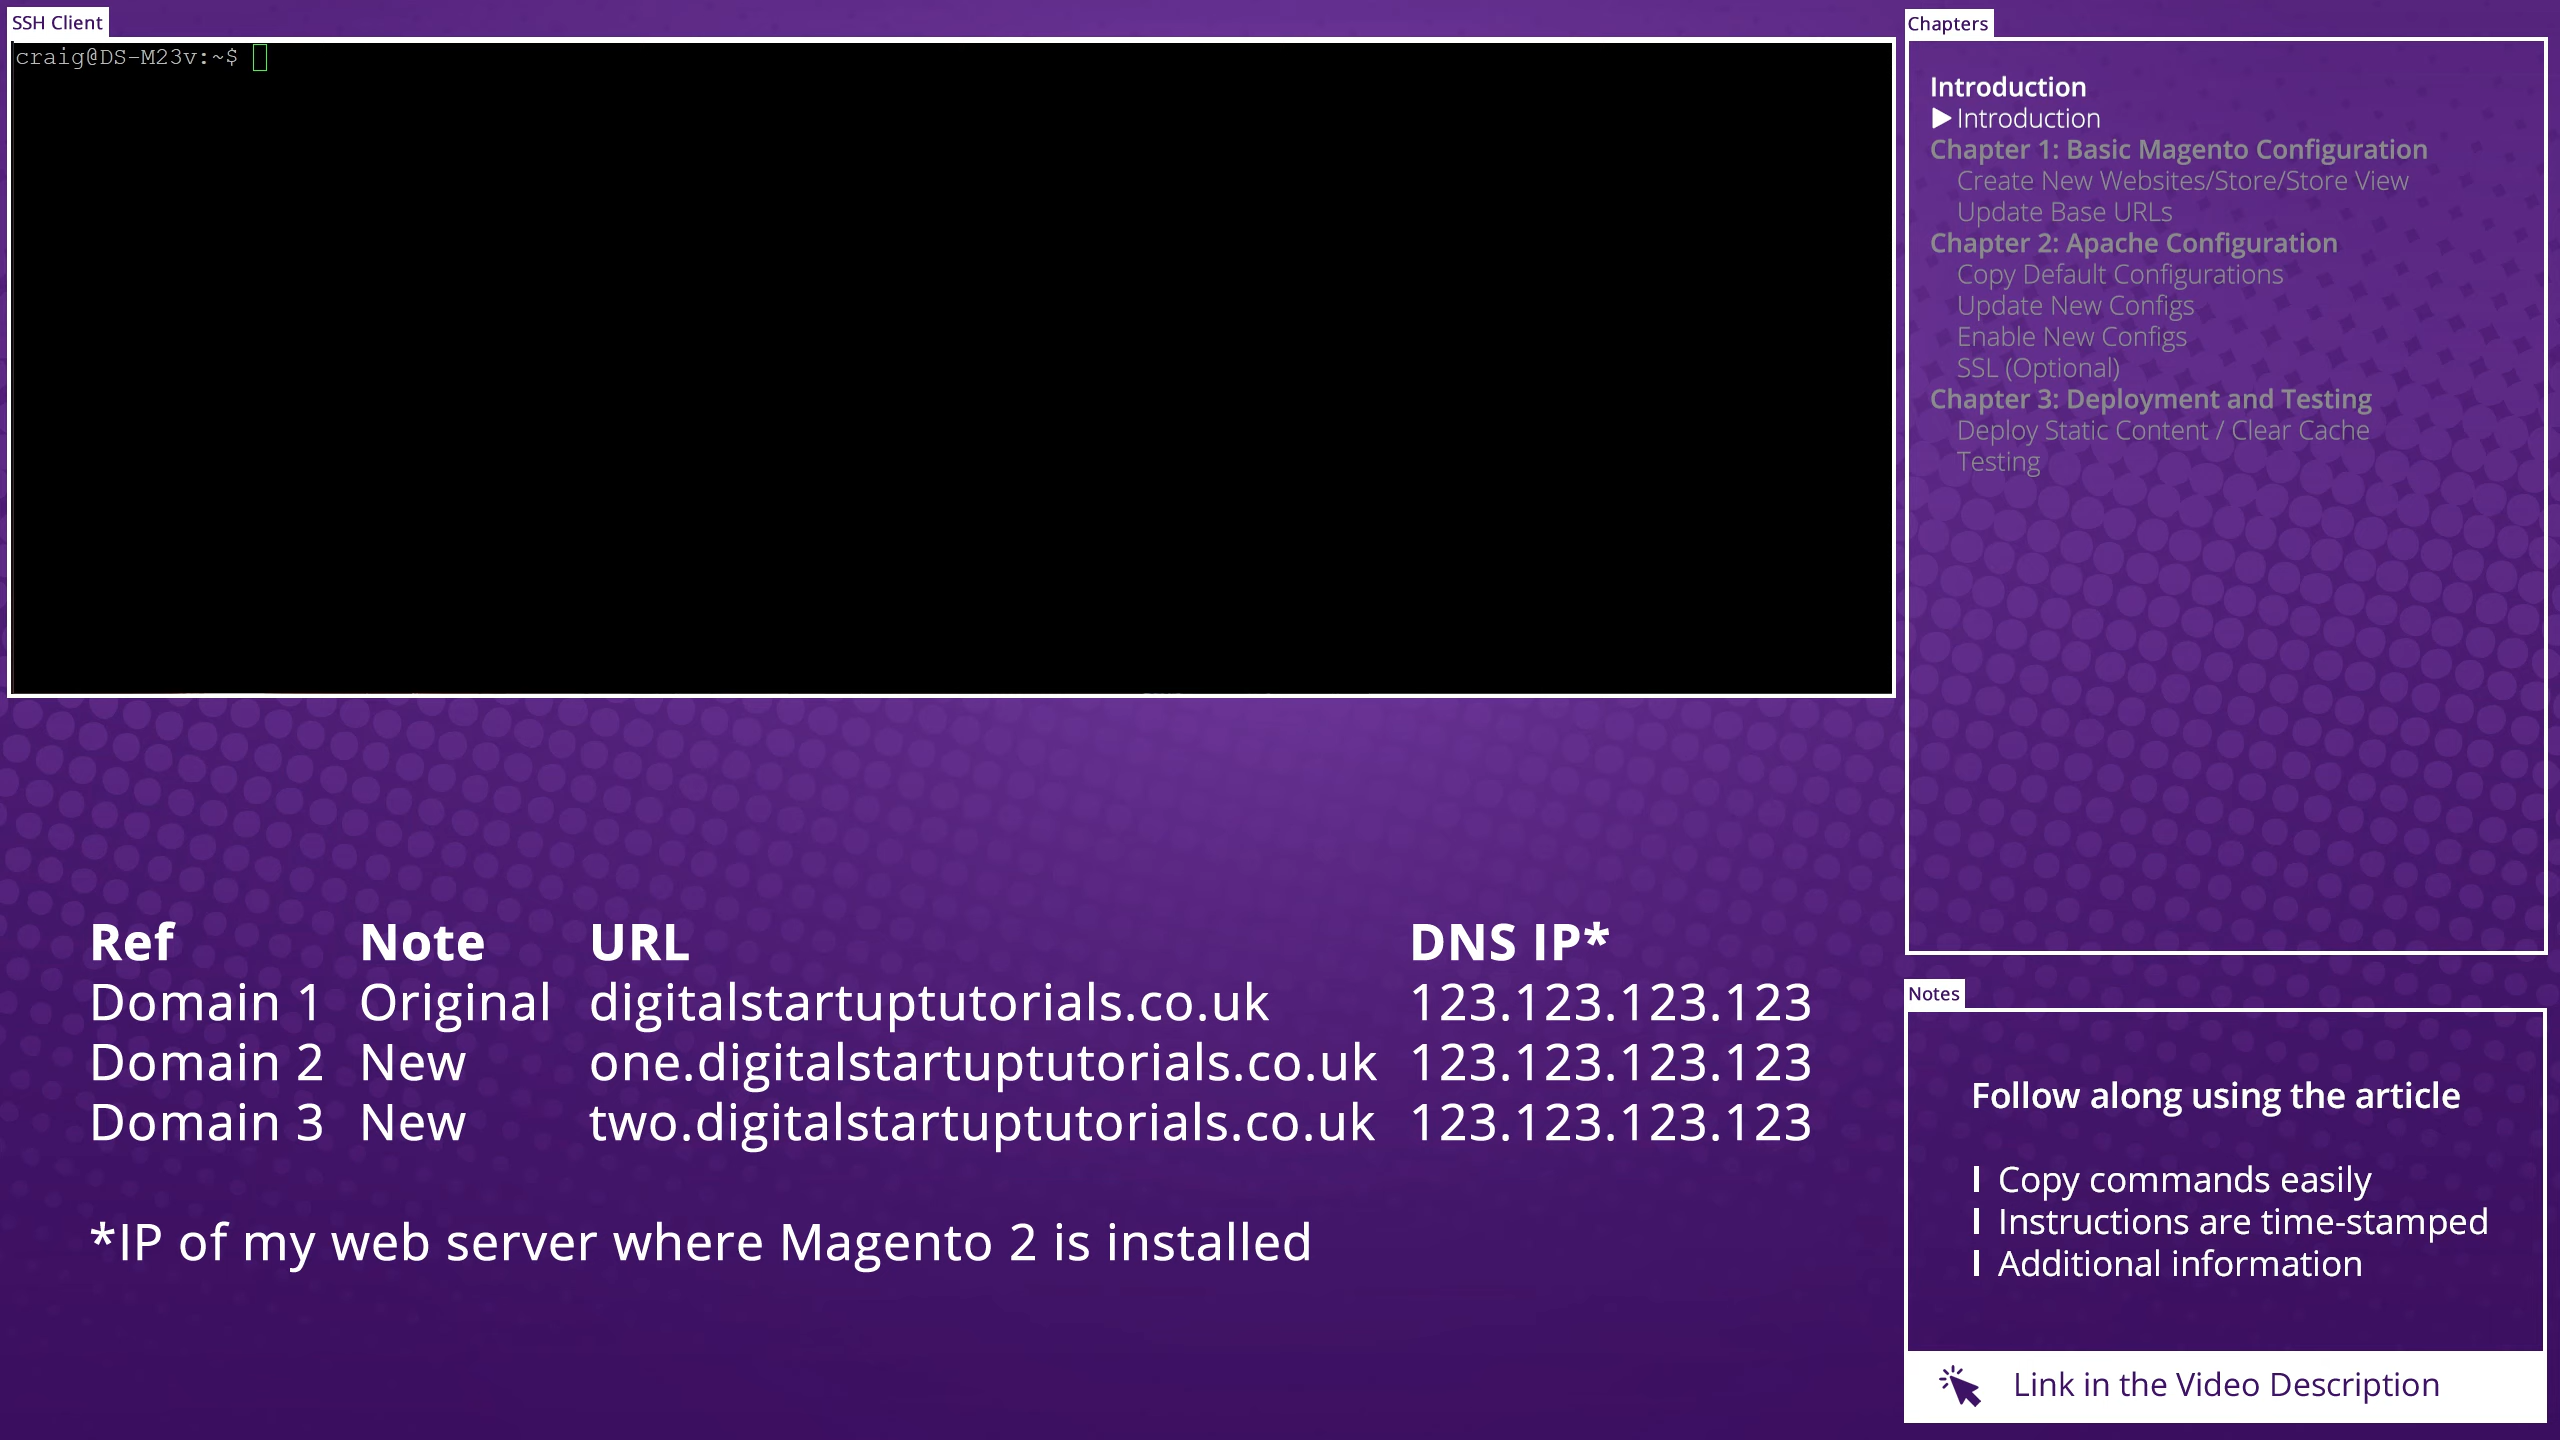 SSH Client
craig@DS-M23v:~$
Chapters
Introduction
Introduction
Chapter 1: Basic Magento Configuration
Create New Websites/Store/Store View
Update Base URLs
Chapter 2: Apache Configuration
Copy Default Configurations
Update New Configs
Enable New Configs
SSL (Optional)
Chapter 3: Deployment and Testing
Deploy Static Content / Clear Cache
Testing
Ref Note URL DNS IP*
Domain 1 Original digitalstartuptutorials.co.uk 123.123.123.123
Domain 2 New one.digitalstartuptutorials.co.uk 123.123.123.123
Domain 3 New two.digitalstartuptutorials.co.uk 123.123.123.123
*IP of my web server where Magento 2 is installed
Notes
Follow along using the article
Copy commands easily
Instructions are time-stamped
Additional information
Link in the Video Description